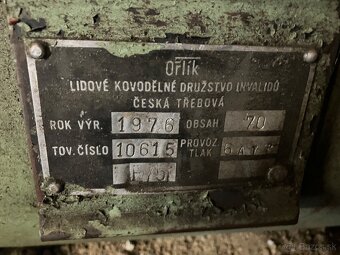 Orlík
LIDOVÉ KOVODĚLNÉ DRUŽSTVO INVALIDŮ
ČESKÁ TŘEBOVÁ
ROK VÝR. 1976 OBSAH 70
TOV. ČÍSLO 10615 PROVOZ. TLAK